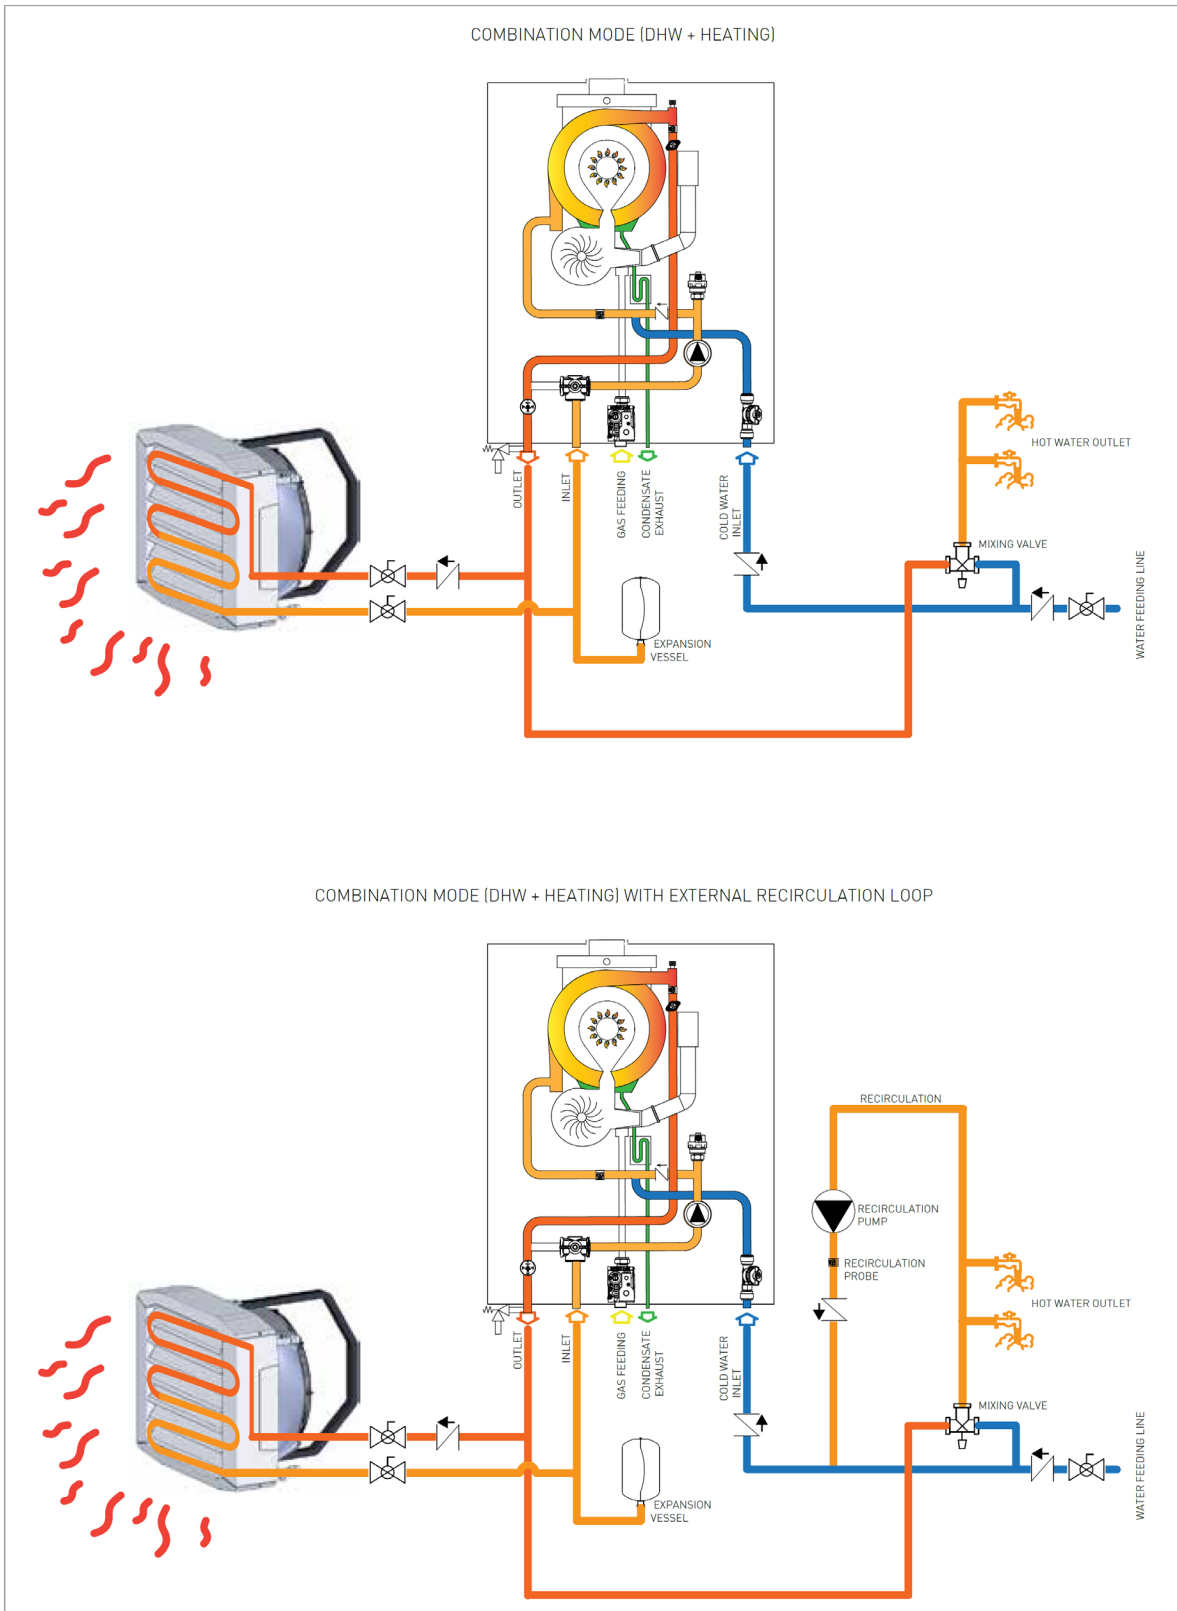 COMBINATION MODE (DHW + HEATING)
HOT WATER OUTLET
OUTLET
INLET
GAS FEEDING
CONDENSATE
EXHAUST
COLD WATER
INLET
MIXING VALVE
WATER FEEDING LINE
EXPANSION
VESSEL
COMBINATION MODE (DHW + HEATING) WITH EXTERNAL RECIRCULATION LOOP
RECIRCULATION
RECIRCULATION
PUMP
RECIRCULATION
PROBE
HOT WATER OUTLET
OUTLET
INLET
GAS FEEDING
CONDENSATE
EXHAUST
COLD WATER
INLET
MIXING VALVE
WATER FEEDING LINE
EXPANSION
VESSEL